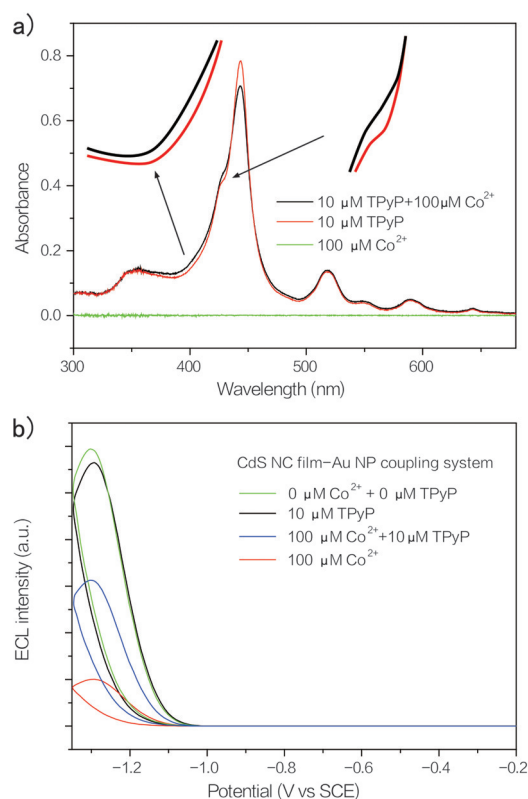 a)
0.8
0.6
0.4
0.2
0.0
Absorbance
10 μM TPyP+100μM Co²⁺
10 μM TPyP
100 μM Co²⁺
300
400
500
600
Wavelength (nm)
b)
CdS NC film–Au NP coupling system
0 μM Co²⁺ + 0 μM TPyP
10 μM TPyP
100 μM Co²⁺+10 μM TPyP
100 μM Co²⁺
ECL intensity (a.u.)
−1.2
−1.0
−0.8
−0.6
−0.4
−0.2
Potential (V vs SCE)